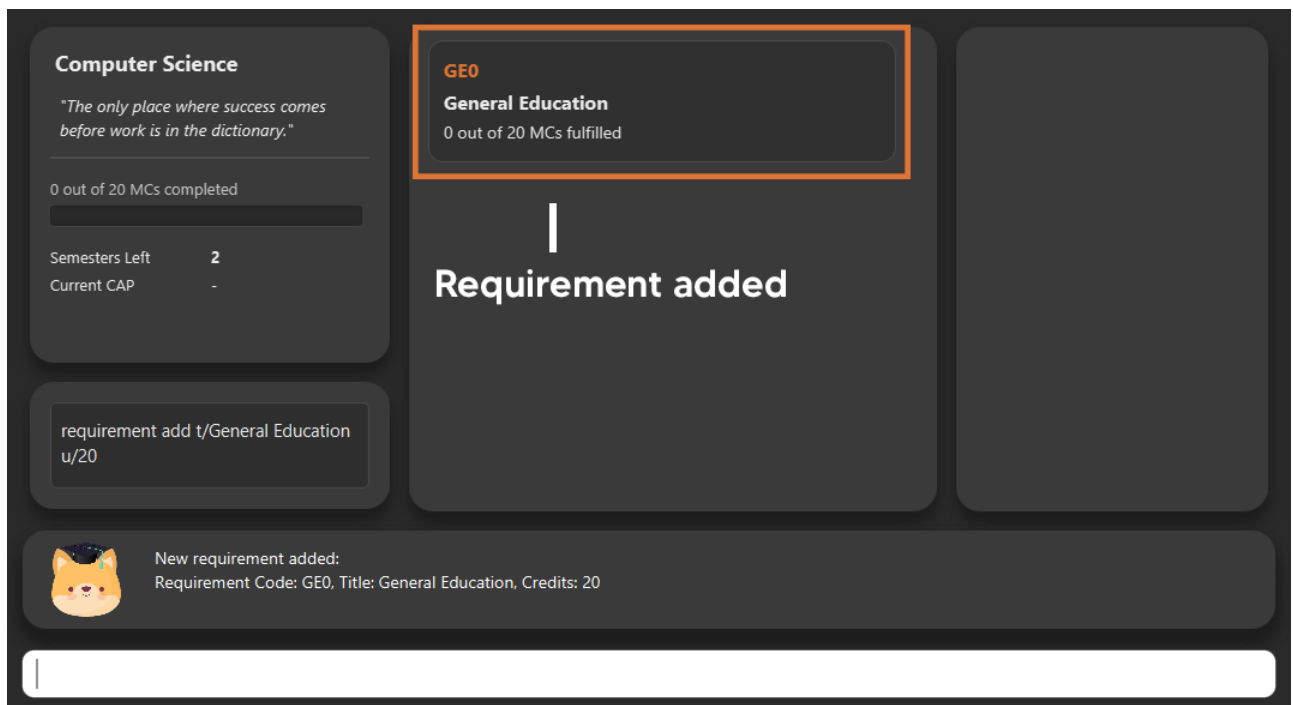 Computer Science
"The only place where success comes
before work is in the dictionary."
0 out of 20 MCs completed
Semesters Left 2
Current CAP -
requirement add t/General Education
u/20
GE0
General Education
0 out of 20 MCs fulfilled
Requirement added
New requirement added:
Requirement Code: GE0, Title: General Education, Credits: 20